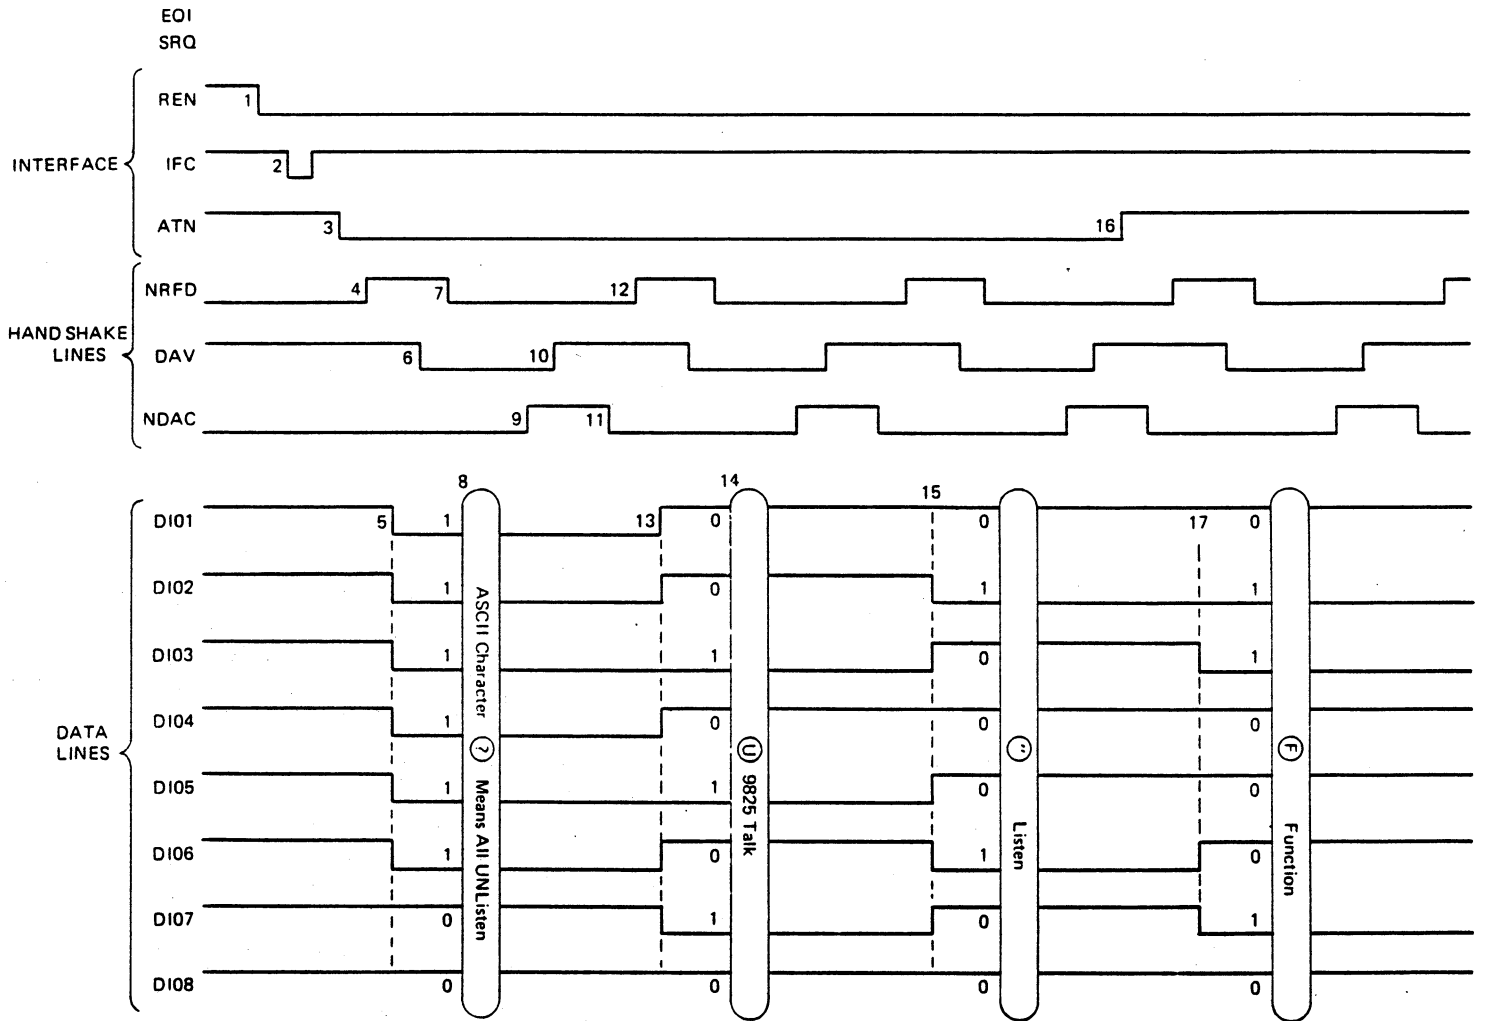 EOI
SRQ
REN 1
INTERFACE IFC 2
ATN 3 16
NRFD 4 7 12
HANDSHAKE
LINES
DAV 6 10
NDAC 9 11
8 14 15
DI01 5 1 13 0 0 17 0
DI02 1 0 1 1
DI03 1 1 0 1
DI04 1 0 0 0
DATA
LINES
DI05 1 1 0 0
DI06 1 0 1 0
DI07 0 1 0 1
DI08 0 0 0 0
ASCII Character ? Means All UNListen
U 9825 Talk
" Listen
F Function